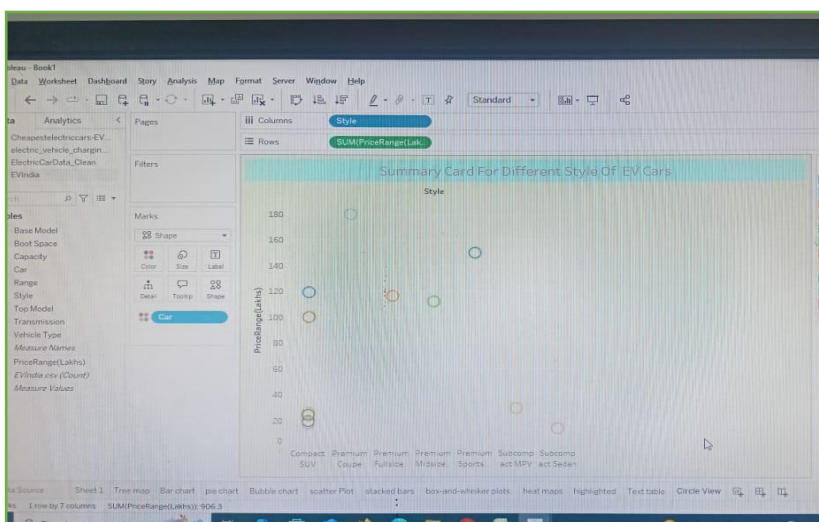 bleau - Book1
Data Worksheet Dashboard Story Analysis Map Format Server Window Help
Standard
ta Analytics
Pages
Columns Style
Rows SUM(PriceRange(Lak..
Cheapestelectriccars-EV...
electric_vehicle_chargin...
ElectricCarData_Clean
EVIndia
Filters
Summary Card For Different Style Of EV Cars
Style
bles
Base Model
Boot Space
Capacity
Car
Range
Style
Top Model
Transmission
Vehicle Type
Measure Names
PriceRange(Lakhs)
EVIndia.csv (Count)
Measure Values
Marks
Shape
Color Size Label
Detail Tooltip Shape
Car
PriceRange(Lakhs)
180
160
140
120
100
80
60
40
20
0
Compact Premium Premium Premium Premium Subcomp Subcomp
SUV Coupe Fullsize.. Midsize.. Sports.. act MPV act Sedan
Source Sheet 1 Tree map Bar chart pie chart Bubble chart scatter Plot stacked bars box-and-whisker plots heat maps highlighted Text table Circle View
ks 1 row by 7 columns SUM(PriceRange(Lakhs)): 906.3